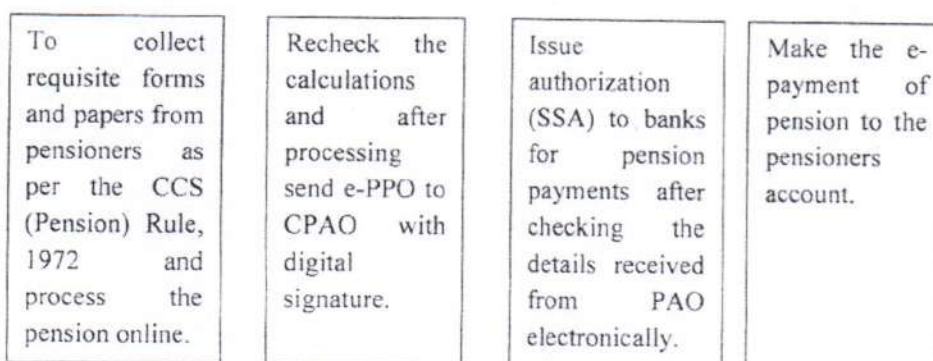 To collect
requisite forms
and papers from
pensioners as
per the CCS
(Pension) Rule,
1972 and
process the
pension online.
Recheck the
calculations
and after
processing
send e-PPO to
CPAO with
digital
signature.
Issue
authorization
(SSA) to banks
for pension
payments after
checking the
details received
from PAO
electronically.
Make the e-
payment of
pension to the
pensioners
account.